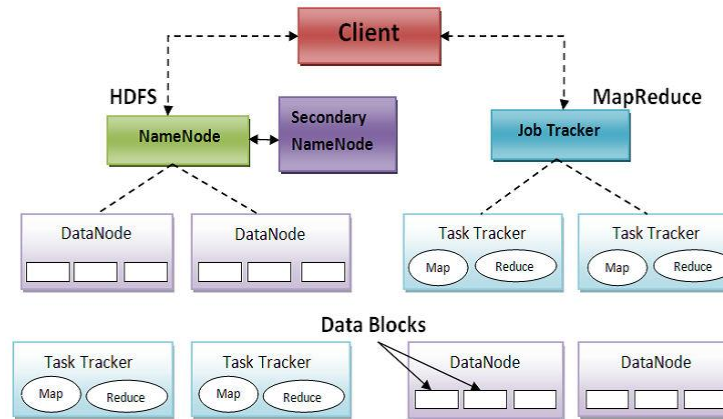 Client
HDFS
MapReduce
NameNode
Secondary
NameNode
Job Tracker
DataNode
DataNode
Task Tracker
Map
Reduce
Task Tracker
Map
Reduce
Data Blocks
Task Tracker
Map
Reduce
Task Tracker
Map
Reduce
DataNode
DataNode